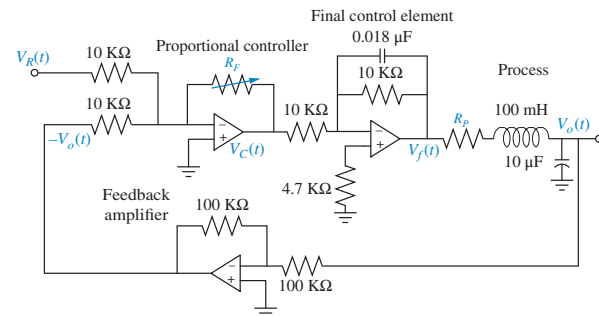 Final control element
0.018 μF
10 KΩ
Proportional controller
V_R(t)
10 KΩ
R_F
Process
10 KΩ
10 KΩ
R_P
100 mH
V_o(t)
−
+
−
+
−V_o(t)
V_C(t)
V_f(t)
10 μF
4.7 KΩ
Feedback
amplifier
100 KΩ
−
+
100 KΩ